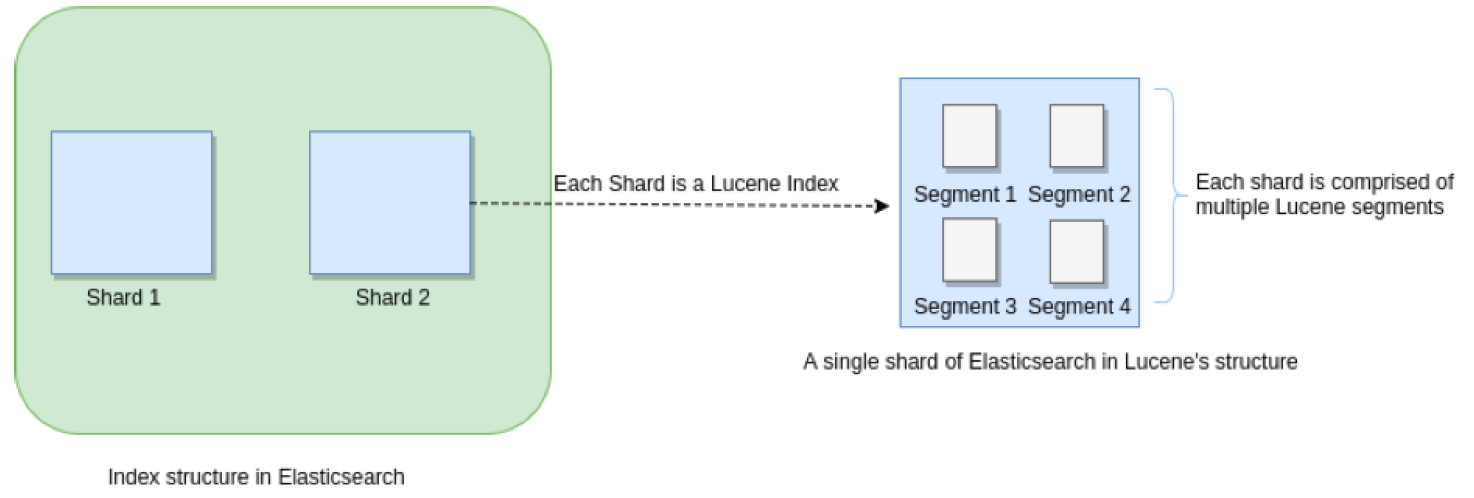 Each Shard is a Lucene Index
Shard 1
Shard 2
Index structure in Elasticsearch
Segment 1
Segment 2
Segment 3
Segment 4
Each shard is comprised of
multiple Lucene segments
A single shard of Elasticsearch in Lucene's structure